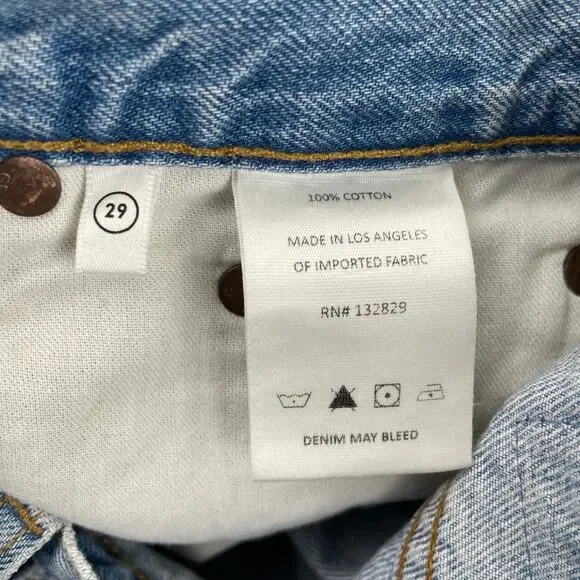 29
100% COTTON
MADE IN LOS ANGELES
OF IMPORTED FABRIC
RN# 132829
DENIM MAY BLEED